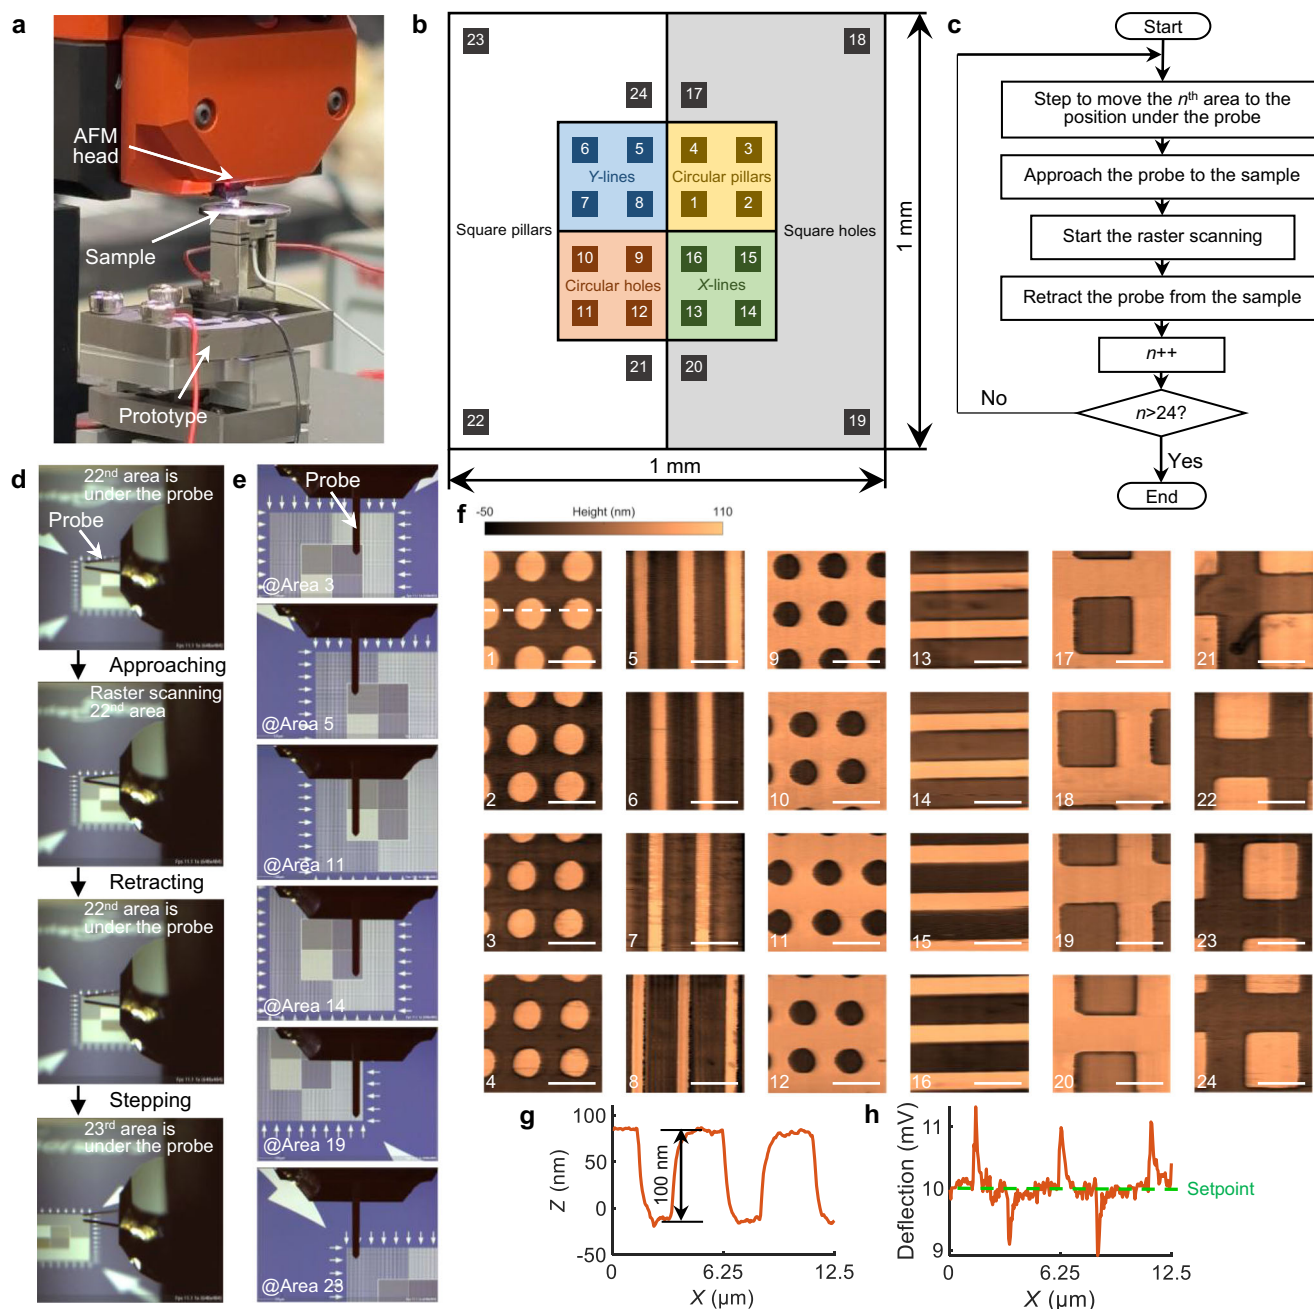 a
AFM
head
Sample
Prototype
b
23
18
24
17
6
5
4
3
Y-lines
Circular pillars
7
8
1
2
Square pillars
Square holes
10
9
16
15
Circular holes
X-lines
11
12
13
14
21
20
22
19
1 mm
1 mm
c
Start
Step to move the nth area to the
position under the probe
Approach the probe to the sample
Start the raster scanning
Retract the probe from the sample
n++
n>24?
No
Yes
End
d
22nd area is
under the probe
Probe
Approaching
Raster scanning
22nd area
Retracting
22nd area is
under the probe
Stepping
23rd area is
under the probe
e
Probe
@Area 3
@Area 5
@Area 11
@Area 14
@Area 19
@Area 23
f
-50
Height (nm)
110
1
5
9
13
17
21
2
6
10
14
18
22
3
7
11
15
19
23
4
8
12
16
20
24
g
100
50
0
-50
Z (nm)
100 nm
0
6.25
12.5
X (µm)
h
11
10
9
Deflection (mV)
Setpoint
0
6.25
12.5
X (µm)